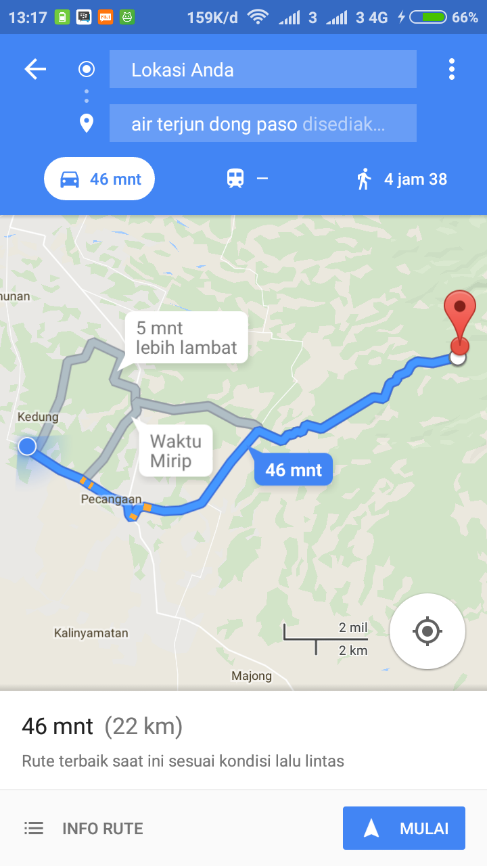 13:17 159K/d 3 3 4G 66%
Lokasi Anda
air terjun dong paso disediak...
46 mnt – 4 jam 38
munan
5 mnt
lebih lambat
Kedung
Waktu
Mirip
46 mnt
Pecangaan
Kalinyamatan
2 mil
2 km
Majong
46 mnt (22 km)
Rute terbaik saat ini sesuai kondisi lalu lintas
INFO RUTE MULAI